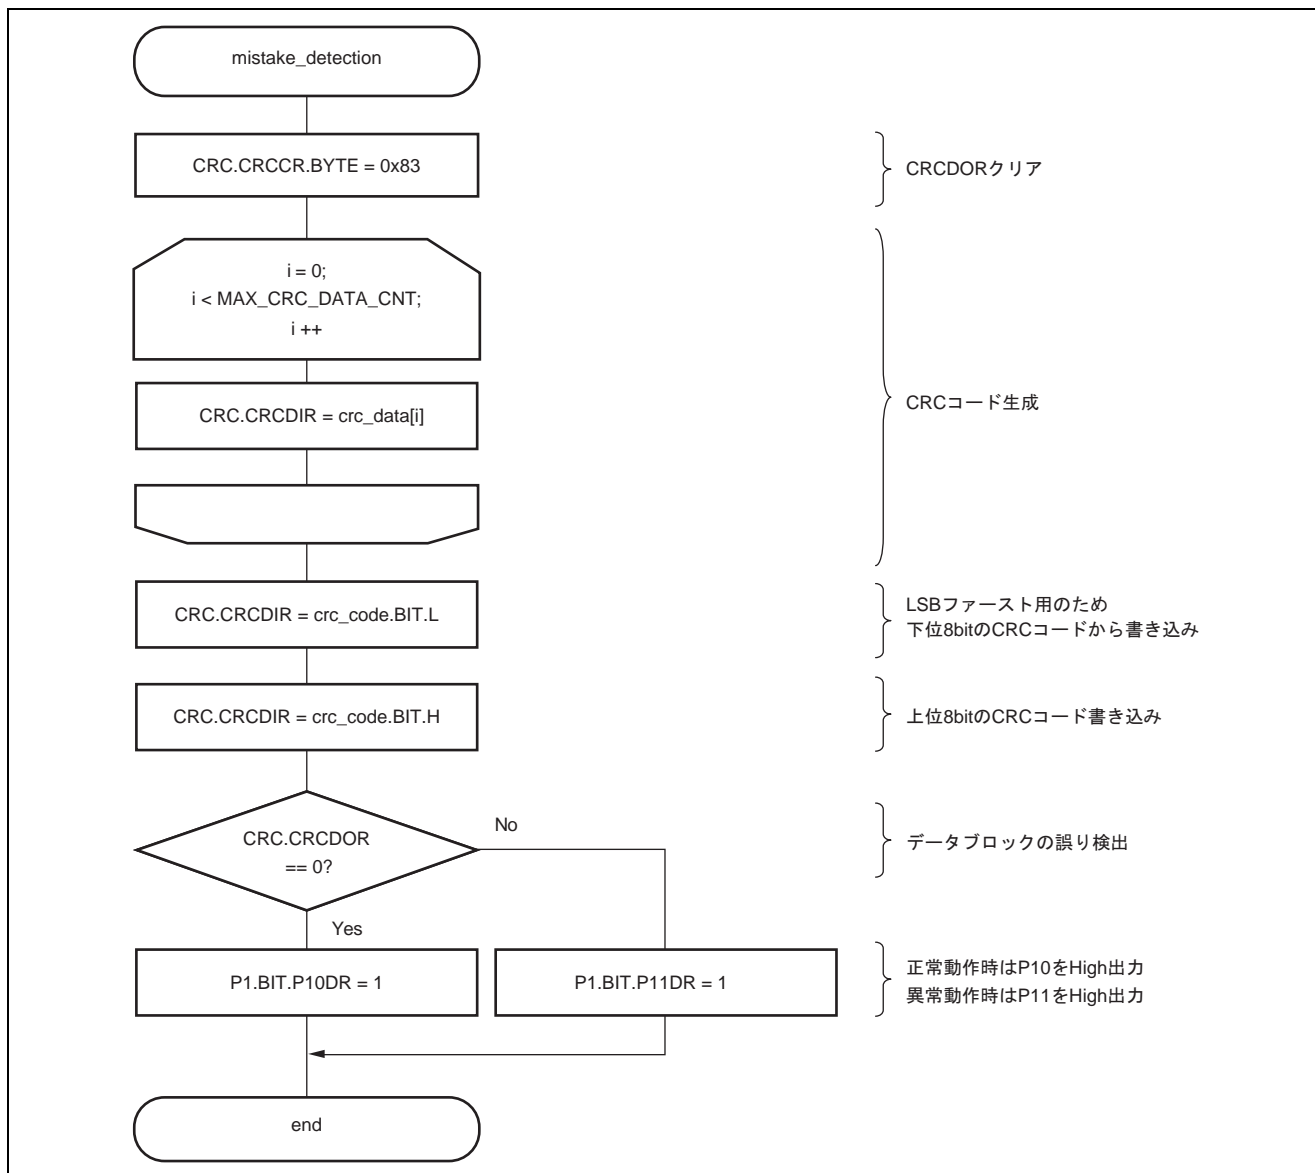 mistake_detection
CRC.CRCCR.BYTE = 0x83
CRCDORクリア
i = 0;
i < MAX_CRC_DATA_CNT;
i ++
CRC.CRCDIR = crc_data[i]
CRCコード生成
CRC.CRCDIR = crc_code.BIT.L
LSBファースト用のため
下位8bitのCRCコードから書き込み
CRC.CRCDIR = crc_code.BIT.H
上位8bitのCRCコード書き込み
CRC.CRCDOR
== 0?
No
データブロックの誤り検出
Yes
P1.BIT.P10DR = 1
P1.BIT.P11DR = 1
正常動作時はP10をHigh出力
異常動作時はP11をHigh出力
end